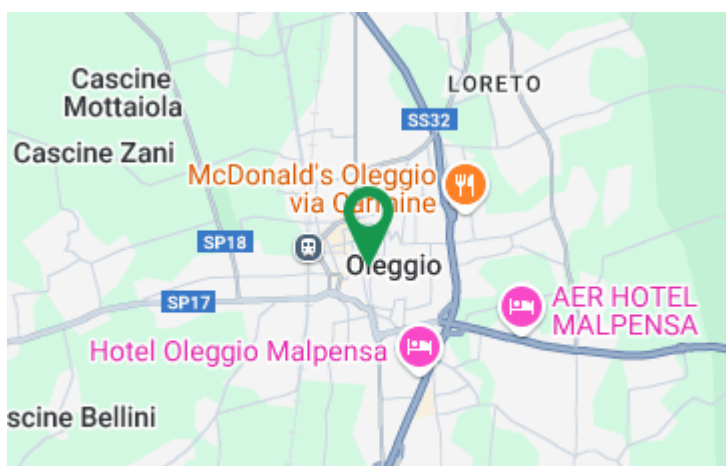 Cascine
Mottaiola
LORETO
SS32
Cascine Zani
McDonald's Oleggio
via Carmine
SP18
Oleggio
SP17
AER HOTEL
MALPENSA
Hotel Oleggio Malpensa
scine Bellini